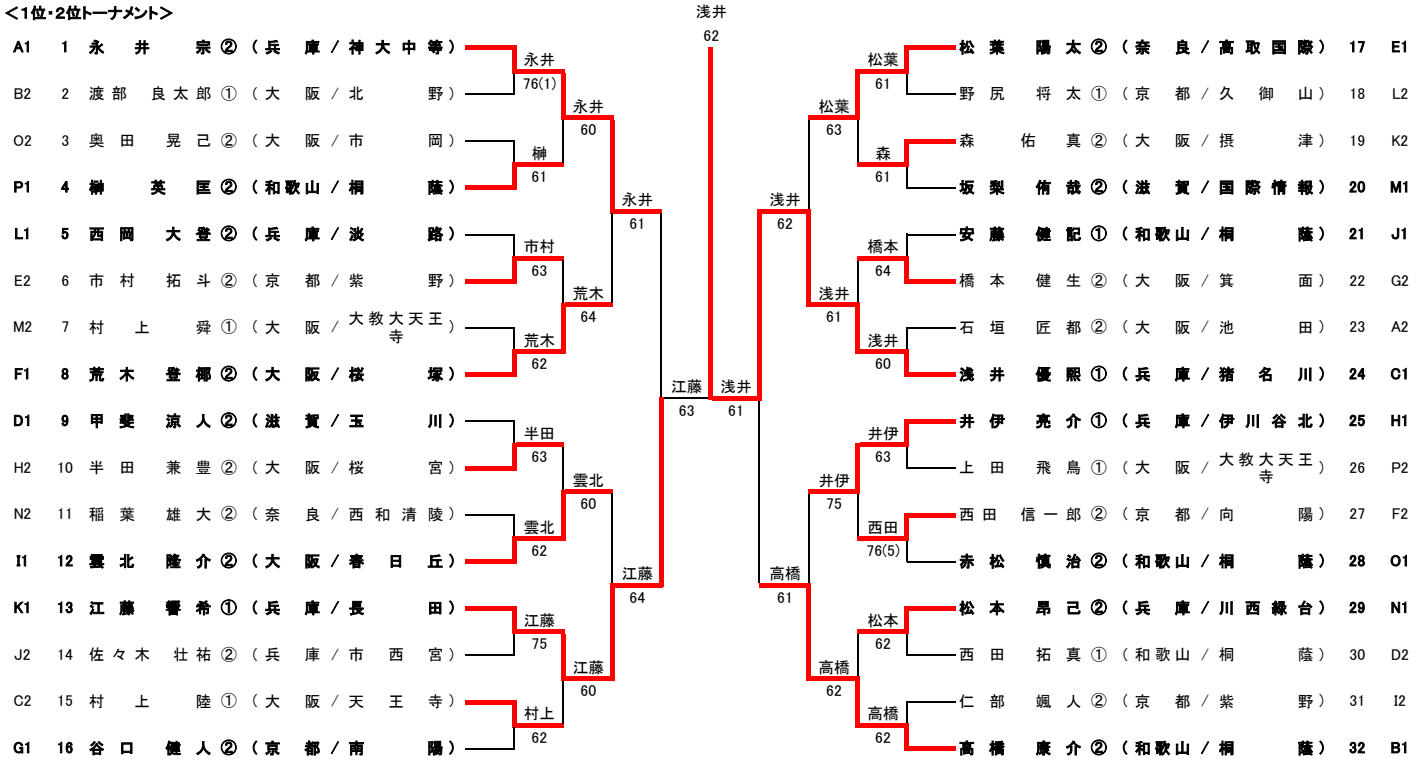 <1位・2位トーナメント>
浅井
62
A1 1 永井 宗② (兵庫/神大中等)
B2 2 渡部 良太郎① (大阪/北野)
O2 3 奥田 晃己② (大阪/市岡)
P1 4 榊 英匡② (和歌山/桐蔭)
L1 5 西岡 大登② (兵庫/淡路)
E2 6 市村 拓斗② (京都/紫野)
M2 7 村上 舜① (大阪/大教大天王寺)
F1 8 荒木 登椰② (大阪/桜塚)
D1 9 甲斐 涼人② (滋賀/玉川)
H2 10 半田 兼豊② (大阪/桜宮)
N2 11 稲葉 雄大② (奈良/西和清陵)
I1 12 雲北 隆介② (大阪/春日丘)
K1 13 江藤 響希① (兵庫/長田)
J2 14 佐々木 壮祐② (兵庫/市西宮)
C2 15 村上 陸① (大阪/天王寺)
G1 16 谷口 健人② (京都/南陽)
永井
76(1)
榊
61
市村
63
荒木
62
半田
63
雲北
62
江藤
75
村上
62
永井
60
荒木
64
雲北
60
江藤
60
永井
61
江藤
64
江藤
63
浅井
61
浅井
62
高橋
61
松葉
63
浅井
61
井伊
75
高橋
62
松葉
61
森
61
橋本
64
浅井
60
井伊
63
西田
76(5)
松本
62
高橋
62
松葉 陽太② (奈良/高取国際) 17 E1
野尻 将太① (京都/久御山) 18 L2
森 佑真② (大阪/摂津) 19 K2
坂梨 侑哉② (滋賀/国際情報) 20 M1
安藤 健記① (和歌山/桐蔭) 21 J1
橋本 健生② (大阪/箕面) 22 G2
石垣 匠都② (大阪/池田) 23 A2
浅井 優熙① (兵庫/猪名川) 24 C1
井伊 亮介① (兵庫/伊川谷北) 25 H1
上田 飛鳥① (大阪/大教大天王寺) 26 P2
西田 信一郎② (京都/向陽) 27 F2
赤松 慎治② (和歌山/桐蔭) 28 O1
松本 昂己② (兵庫/川西緑台) 29 N1
西田 拓真① (和歌山/桐蔭) 30 D2
仁部 颯人② (京都/紫野) 31 I2
高橋 康介② (和歌山/桐蔭) 32 B1